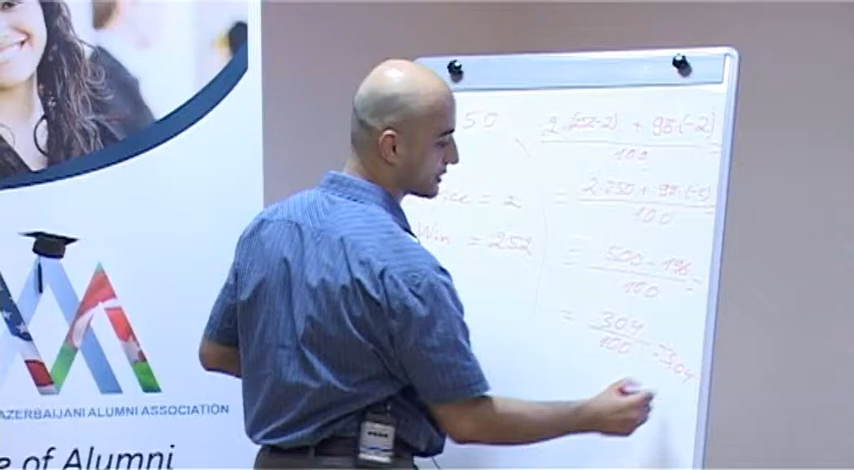 50
2·(252-2) + 98·(-2)
100
Price = 2
= 2·250 + 98·(-2)
100
Win = 252
= 500 - 196 =
100
= 304
100
= 3.04
AZERBAIJANI ALUMNI ASSOCIATION
e of Alumni